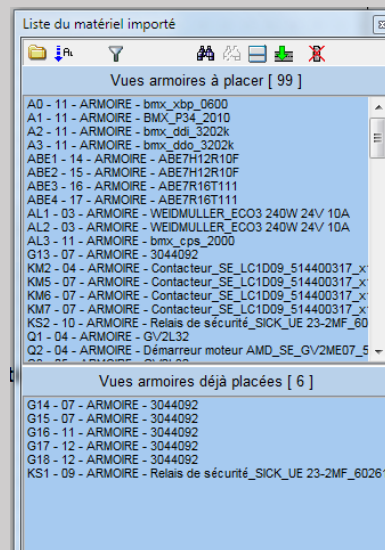 Liste du matériel importé
Vues armoires à placer [ 99 ]
A0 - 11 - ARMOIRE - bmx_xbp_0600
A1 - 11 - ARMOIRE - BMX_P34_2010
A2 - 11 - ARMOIRE - bmx_ddi_3202k
A3 - 11 - ARMOIRE - bmx_ddo_3202k
ABE1 - 14 - ARMOIRE - ABE7H12R10F
ABE2 - 15 - ARMOIRE - ABE7H12R10F
ABE3 - 16 - ARMOIRE - ABE7R16T111
ABE4 - 17 - ARMOIRE - ABE7R16T111
AL1 - 03 - ARMOIRE - WEIDMULLER_ECO3 240W 24V 10A
AL2 - 03 - ARMOIRE - WEIDMULLER_ECO3 240W 24V 10A
AL3 - 11 - ARMOIRE - bmx_cps_2000
G13 - 07 - ARMOIRE - 3044092
KM2 - 04 - ARMOIRE - Contacteur_SE_LC1D09_514400317_x
KM5 - 07 - ARMOIRE - Contacteur_SE_LC1D09_514400317_x
KM6 - 07 - ARMOIRE - Contacteur_SE_LC1D09_514400317_x
KM7 - 07 - ARMOIRE - Contacteur_SE_LC1D09_514400317_x
KS2 - 10 - ARMOIRE - Relais de sécurité_SICK_UE 23-2MF_60
Q1 - 04 - ARMOIRE - GV2L32
Q2 - 04 - ARMOIRE - Démarreur moteur AMD_SE_GV2ME07_5
Vues armoires déjà placées [ 6 ]
G14 - 07 - ARMOIRE - 3044092
G15 - 07 - ARMOIRE - 3044092
G16 - 11 - ARMOIRE - 3044092
G17 - 12 - ARMOIRE - 3044092
G18 - 12 - ARMOIRE - 3044092
KS1 - 09 - ARMOIRE - Relais de sécurité_SICK_UE 23-2MF_60261